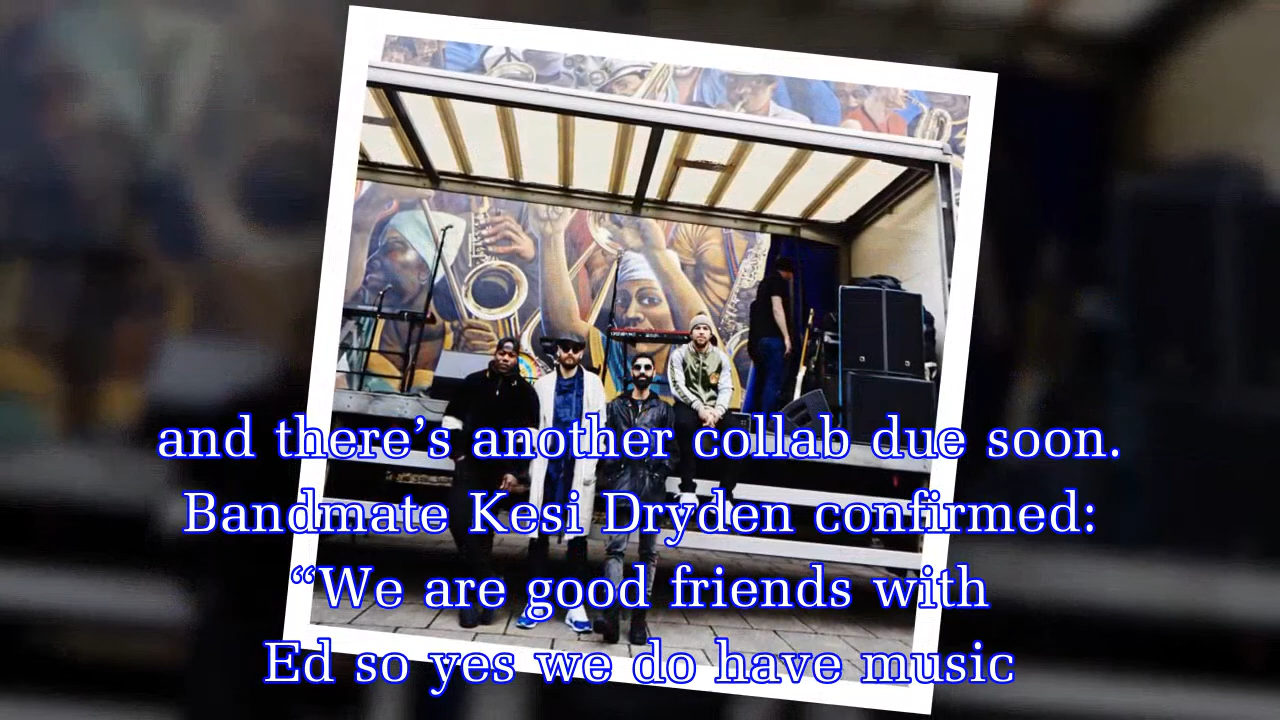 and there’s another collab due soon.
Bandmate Kesi Dryden confirmed:
“We are good friends with
Ed so yes we do have music